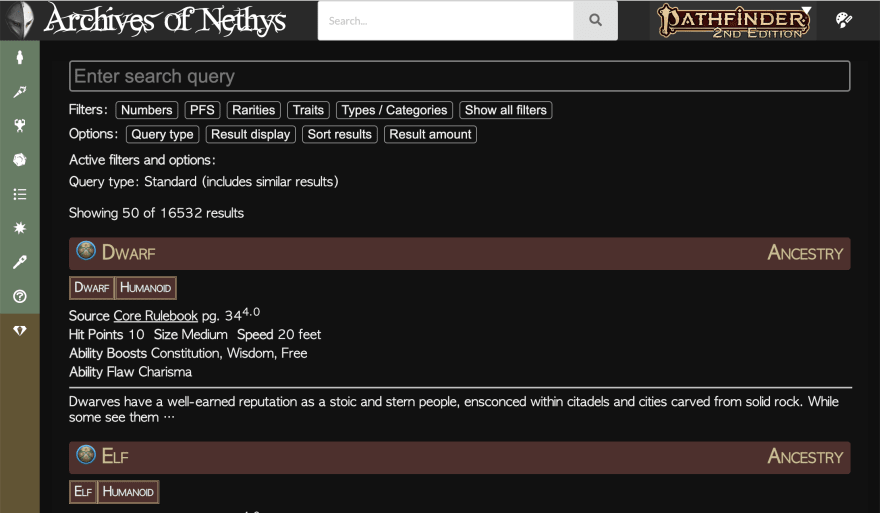 Archives of Nethys
Search...
PATHFINDER
2ND EDITION
Enter search query
Filters: Numbers PFS Rarities Traits Types / Categories Show all filters
Options: Query type Result display Sort results Result amount
Active filters and options:
Query type: Standard (includes similar results)
Showing 50 of 16532 results
DWARF ANCESTRY
DWARF HUMANOID
Source Core Rulebook pg. 34 4.0
Hit Points 10 Size Medium Speed 20 feet
Ability Boosts Constitution, Wisdom, Free
Ability Flaw Charisma
Dwarves have a well-earned reputation as a stoic and stern people, ensconced within citadels and cities carved from solid rock. While
some see them …
ELF ANCESTRY
ELF HUMANOID